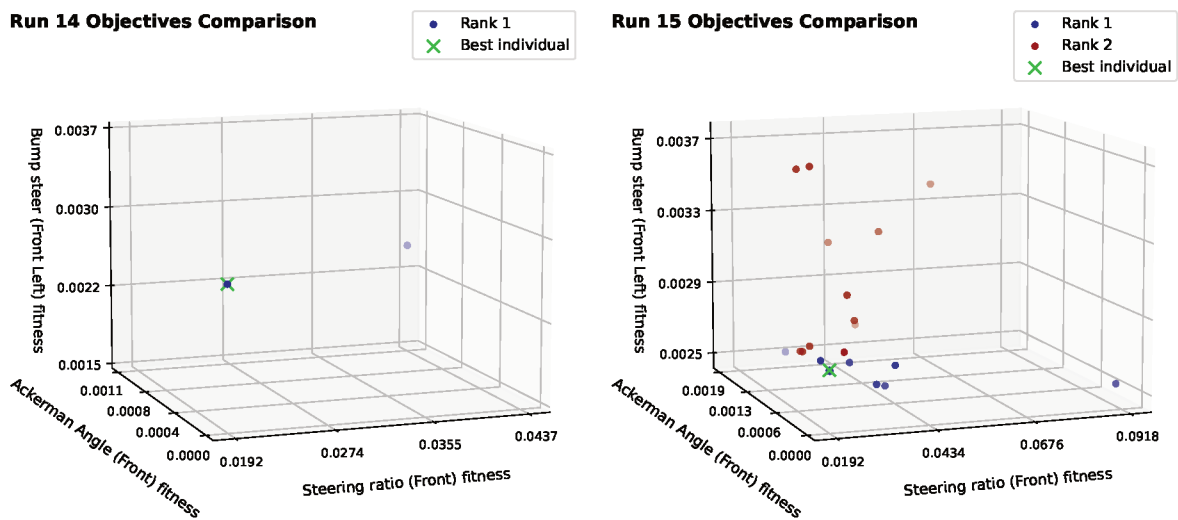 Run 14 Objectives Comparison
Rank 1
Best individual
Bump steer (Front Left) fitness
0.0037
0.0030
0.0022
0.0015
0.0011
0.0008
0.0004
0.0000
Ackerman Angle (Front) fitness
0.0192
0.0274
0.0355
0.0437
Steering ratio (Front) fitness
Run 15 Objectives Comparison
Rank 1
Rank 2
Best individual
Bump steer (Front Left) fitness
0.0037
0.0033
0.0029
0.0025
0.0019
0.0013
0.0006
0.0000
Ackerman Angle (Front) fitness
0.0192
0.0434
0.0676
0.0918
Steering ratio (Front) fitness